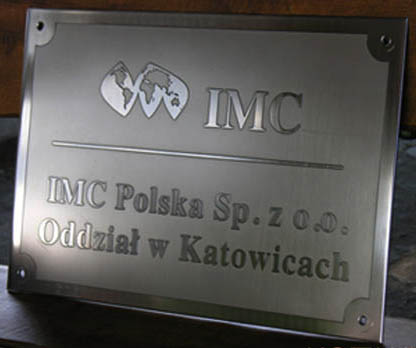 IMC
IMC Polska Sp. z o.o.
Oddział w Katowicach